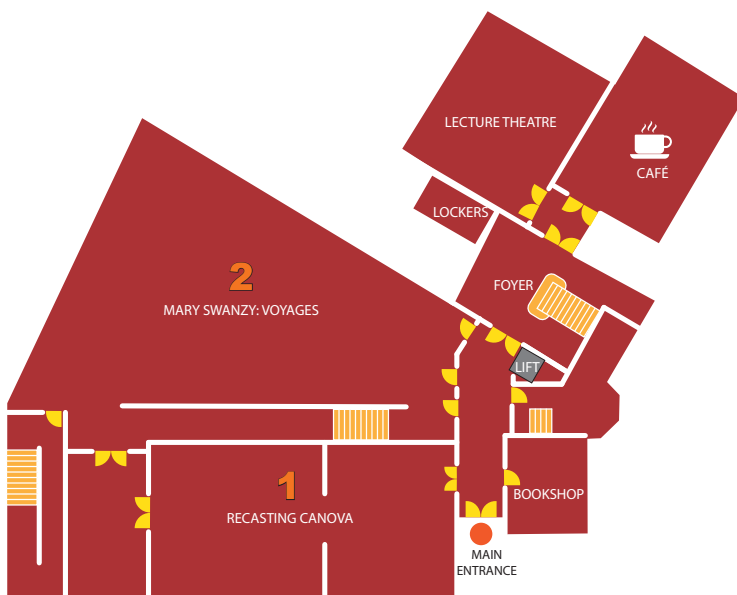 LECTURE THEATRE
CAFÉ
LOCKERS
2
MARY SWANZY: VOYAGES
FOYER
LIFT
1
RECASTING CANOVA
BOOKSHOP
MAIN
ENTRANCE